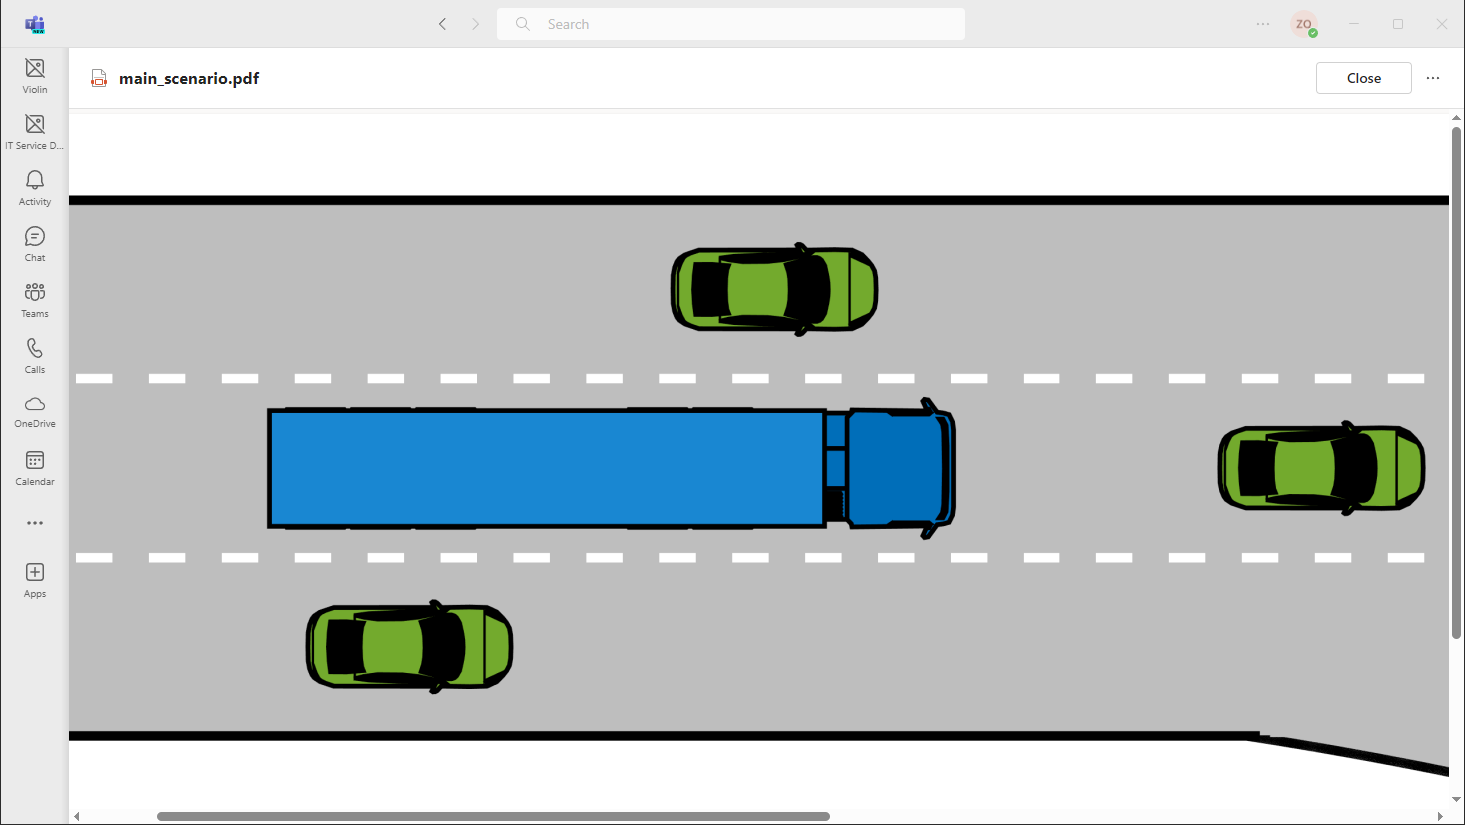 Search
ZO
Violin
IT Service D...
Activity
Chat
Teams
Calls
OneDrive
Calendar
Apps
main_scenario.pdf
Close